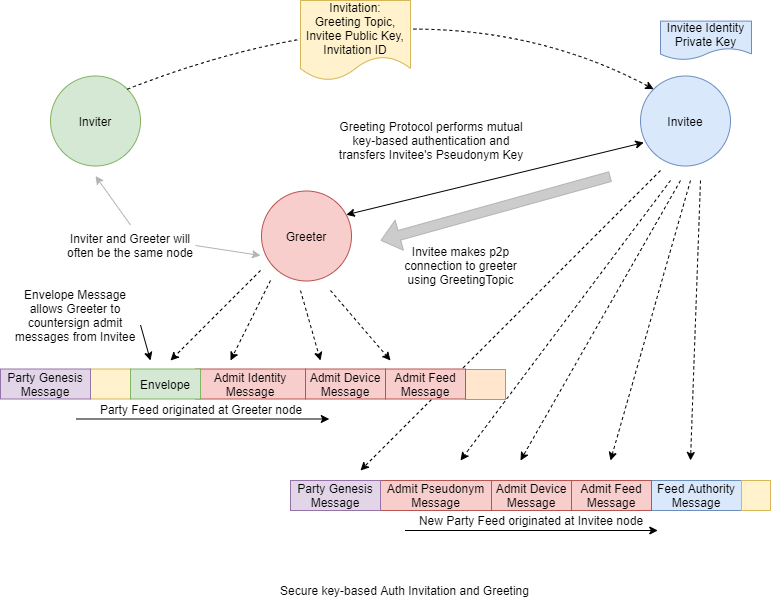 Invitation:
Greeting Topic,
Invitee Public Key,
Invitation ID
Invitee Identity
Private Key
Inviter
Invitee
Greeting Protocol performs mutual
key-based authentication and
transfers Invitee's Pseudonym Key
Greeter
Inviter and Greeter will
often be the same node
Invitee makes p2p
connection to greeter
using GreetingTopic
Envelope Message
allows Greeter to
countersign admit
messages from Invitee
Party Genesis
Message
Envelope
Admit Identity
Message
Admit Device
Message
Admit Feed
Message
Party Feed originated at Greeter node
Party Genesis
Message
Admit Pseudonym
Message
Admit Device
Message
Admit Feed
Message
Feed Authority
Message
New Party Feed originated at Invitee node
Secure key-based Auth Invitation and Greeting